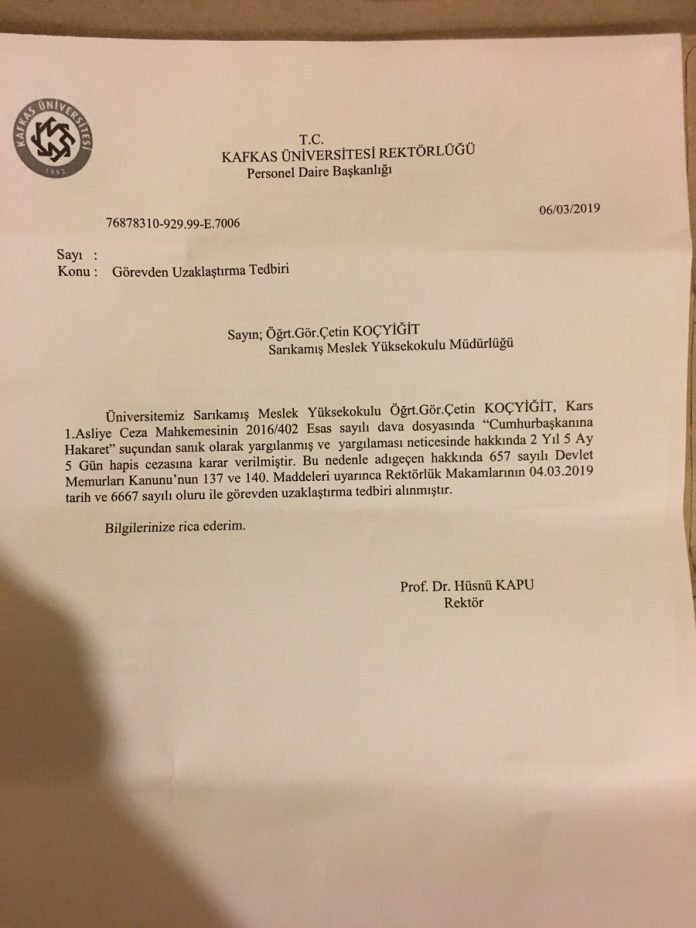 KAFKAS ÜNİVERSİTESİ
1992
T.C.
KAFKAS ÜNİVERSİTESİ REKTÖRLÜĞÜ
Personel Daire Başkanlığı
06/03/2019
76878310-929.99-E.7006
Sayı :
Konu : Görevden Uzaklaştırma Tedbiri
Sayın; Öğrt.Gör.Çetin KOÇYİĞİT
Sarıkamış Meslek Yüksekokulu Müdürlüğü
Üniversitemiz Sarıkamış Meslek Yüksekokulu Öğrt.Gör.Çetin KOÇYİĞİT, Kars
1.Asliye Ceza Mahkemesinin 2016/402 Esas sayılı dava dosyasında “Cumhurbaşkanına
Hakaret” suçundan sanık olarak yargılanmış ve yargılaması neticesinde hakkında 2 Yıl 5 Ay
5 Gün hapis cezasına karar verilmiştir. Bu nedenle adıgeçen hakkında 657 sayılı Devlet
Memurları Kanunu’nun 137 ve 140. Maddeleri uyarınca Rektörlük Makamlarının 04.03.2019
tarih ve 6667 sayılı oluru ile görevden uzaklaştırma tedbiri alınmıştır.
Bilgilerinize rica ederim.
Prof. Dr. Hüsnü KAPU
Rektör